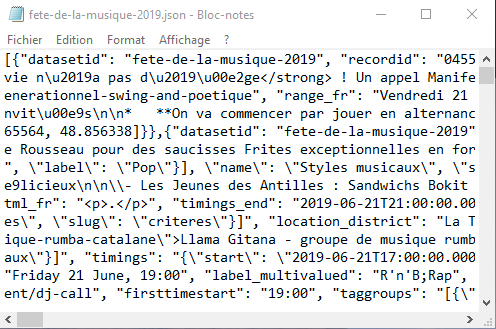 fete-de-la-musique-2019.json - Bloc-notes
Fichier Edition Format Affichage ?
[{"datasetid": "fete-de-la-musique-2019", "recordid": "0455
vie n\u2019a pas d\u2019\u00e2ge</strong> ! Un appel Manife
enerationnel-swing-and-poetique", "range_fr": "Vendredi 21
nvit\u00e9s\n\n*   **On va commencer par jouer en alternanc
65564, 48.856338]}},{"datasetid": "fete-de-la-musique-2019"
e Rousseau pour des saucisses Frites exceptionnelles en for
", \"label\": \"Pop\"}], \"name\": \"Styles musicaux\", \"s
e9licieux\n\n\\- Les Jeunes des Antilles : Sandwichs Bokit
tml_fr": "<p>.</p>", "timings_end": "2019-06-21T21:00:00.00
es\", \"slug\": \"criteres\"}]", "location_district": "La T
ique-rumba-catalane\">Llama Gitana - groupe de musique rumb
aux\"}]", "timings": "{\"start\": \"2019-06-21T17:00:00.00
"Friday 21 June, 19:00", "label_multivalued": "R'n'B;Rap",
ent/dj-call", "firsttimestart": "19:00", "taggroups": "[{\"